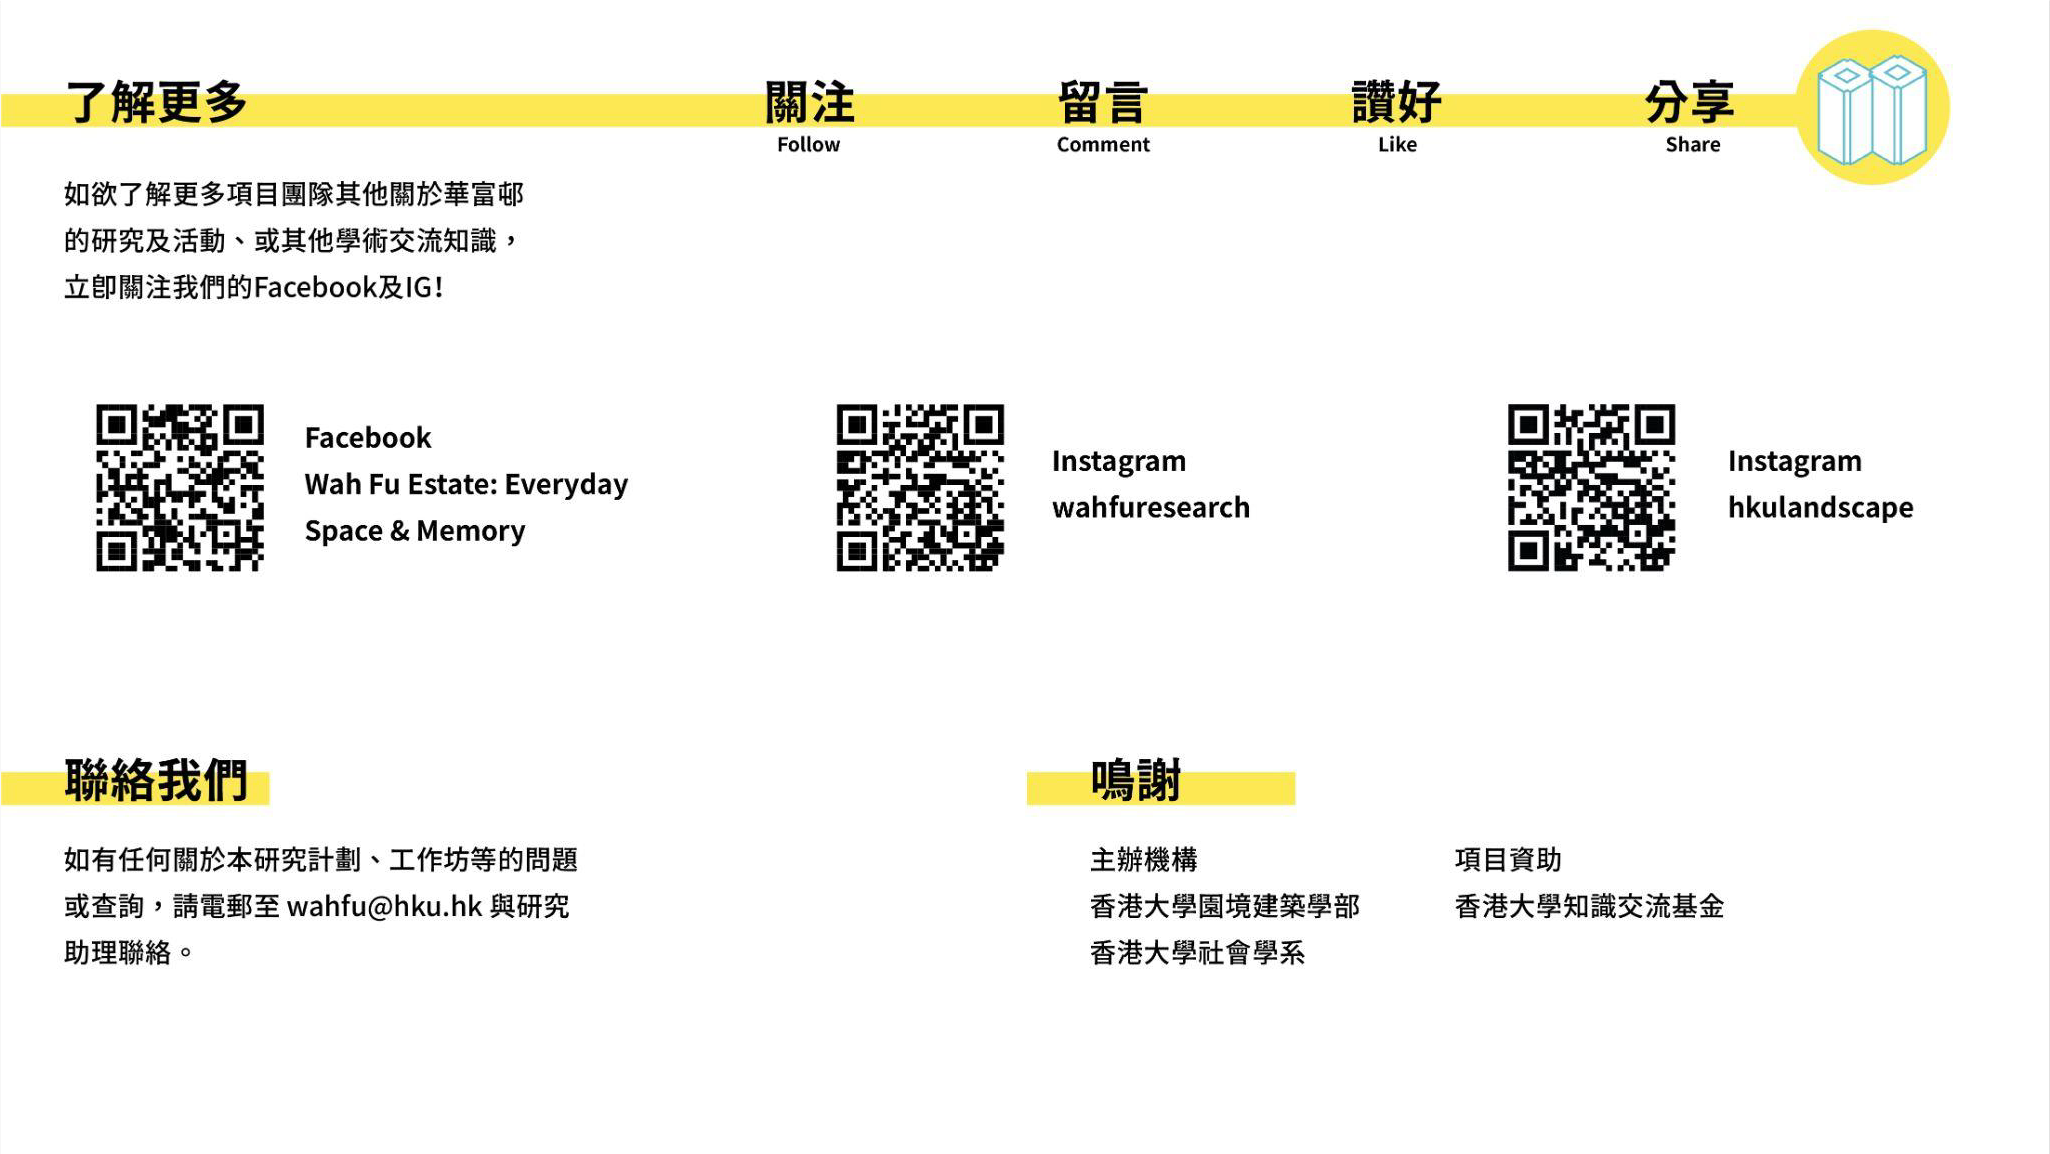 了解更多
關注
Follow
留言
Comment
讚好
Like
分享
Share
如欲了解更多項目團隊其他關於華富邨
的研究及活動、或其他學術交流知識，
立即關注我們的Facebook及IG！
Facebook
Wah Fu Estate: Everyday
Space & Memory
Instagram
wahfuresearch
Instagram
hkulandscape
聯絡我們
如有任何關於本研究計劃、工作坊等的問題
或查詢，請電郵至 wahfu@hku.hk 與研究
助理聯絡。
鳴謝
主辦機構
香港大學園境建築學部
香港大學社會學系
項目資助
香港大學知識交流基金